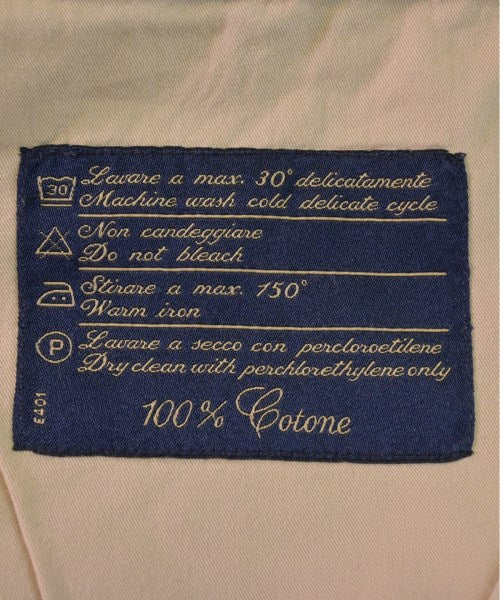 30
Lavare a max. 30° delicatamente
Machine wash cold delicate cycle
Non candeggiare
Do not bleach
Stirare a max. 150°
Warm iron
P
Lavare a secco con percloroetilene
Dry clean with perchlorethylene only
100% Cotone
E401